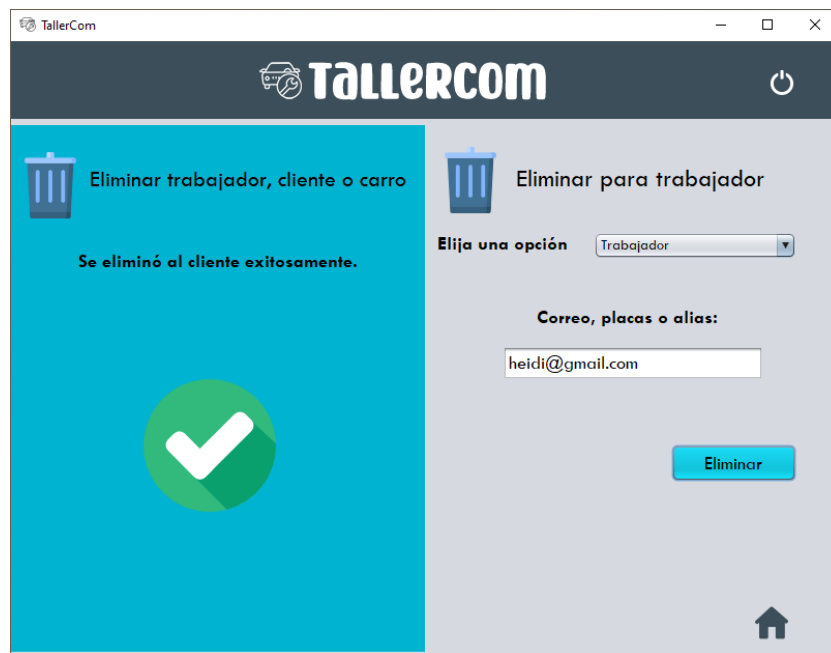 TallerCom
TALLERCOM
Eliminar trabajador, cliente o carro
Se eliminó al cliente exitosamente.
Eliminar para trabajador
Elija una opción
Trabajador
Correo, placas o alias:
heidi@gmail.com
Eliminar